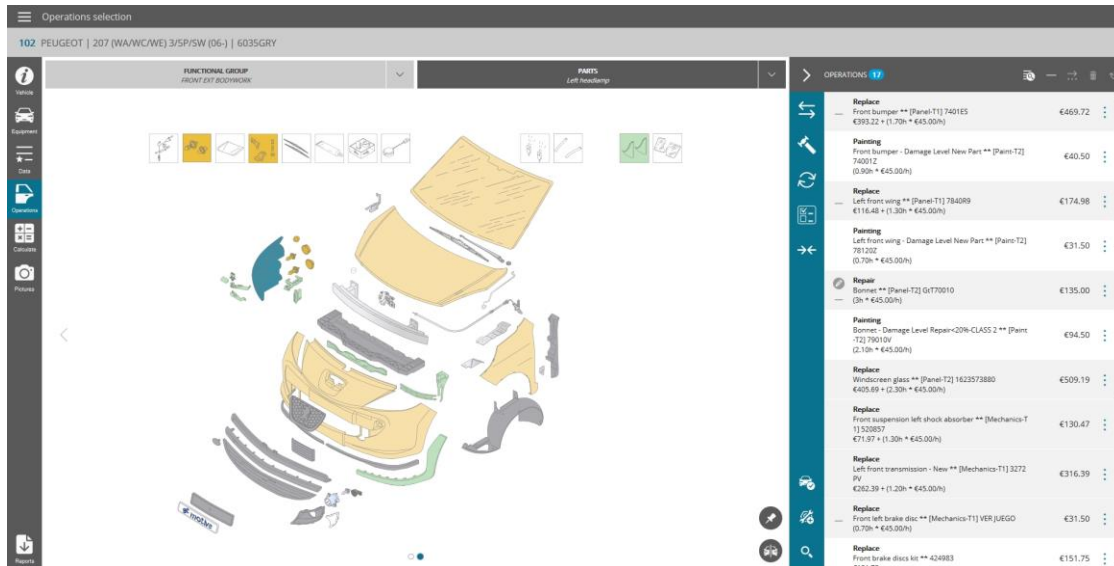 Operations selection
102 PEUGEOT | 207 (WA/WC/WE) 3/5P/SW (06-) | 6035GRY
Vehicle
Equipment
Data
Operations
Calculate
Pictures
Reports
FUNCTIONAL GROUP
FRONT EXT BODYWORK
PARTS
Left headlamp
motive
OPERATIONS 17
Replace
Front bumper ** [Panel-T1] 7401ES
€393.22 + (1.70h * €45.00/h)
€469.72
Painting
Front bumper - Damage Level New Part ** [Paint-T2]
74001Z
(0.90h * €45.00/h)
€40.50
Replace
Left front wing ** [Panel-T1] 7840R9
€116.48 + (1.30h * €45.00/h)
€174.98
Painting
Left front wing - Damage Level New Part ** [Paint-T2]
78120Z
(0.70h * €45.00/h)
€31.50
Repair
Bonnet ** [Panel-T2] GtT70010
(3h * €45.00/h)
€135.00
Painting
Bonnet - Damage Level Repair<20%-CLASS 2 ** [Paint
-T2] 79010V
(2.10h * €45.00/h)
€94.50
Replace
Windscreen glass ** [Panel-T2] 1623573880
€405.69 + (2.30h * €45.00/h)
€509.19
Replace
Front suspension left shock absorber ** [Mechanics-T
1] 520857
€71.97 + (1.30h * €45.00/h)
€130.47
Replace
Left front transmission - New ** [Mechanics-T1] 3272
PV
€262.39 + (1.20h * €45.00/h)
€316.39
Replace
Front left brake disc ** [Mechanics-T1] VER JUEGO
(0.70h * €45.00/h)
€31.50
Replace
Front brake discs kit ** 424983
€151.75